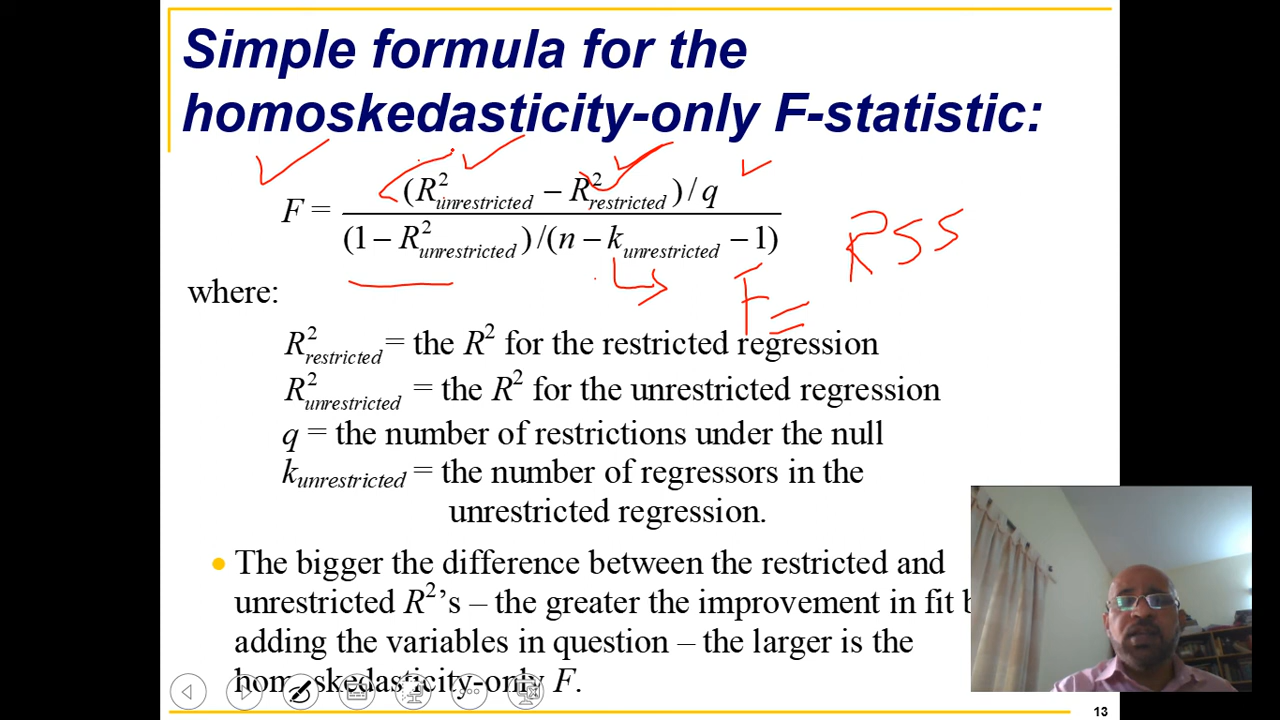 Simple formula for the
homoskedasticity-only F-statistic:
F = (R²unrestricted − R²restricted)/q
(1 − R²unrestricted)/(n − kunrestricted − 1)
RSS
F =
where:
R²restricted = the R² for the restricted regression
R²unrestricted = the R² for the unrestricted regression
q = the number of restrictions under the null
kunrestricted = the number of regressors in the
unrestricted regression.
• The bigger the difference between the restricted and
unrestricted R²'s – the greater the improvement in fit
adding the variables in question – the larger is the
homoskedasticity-only F.
13